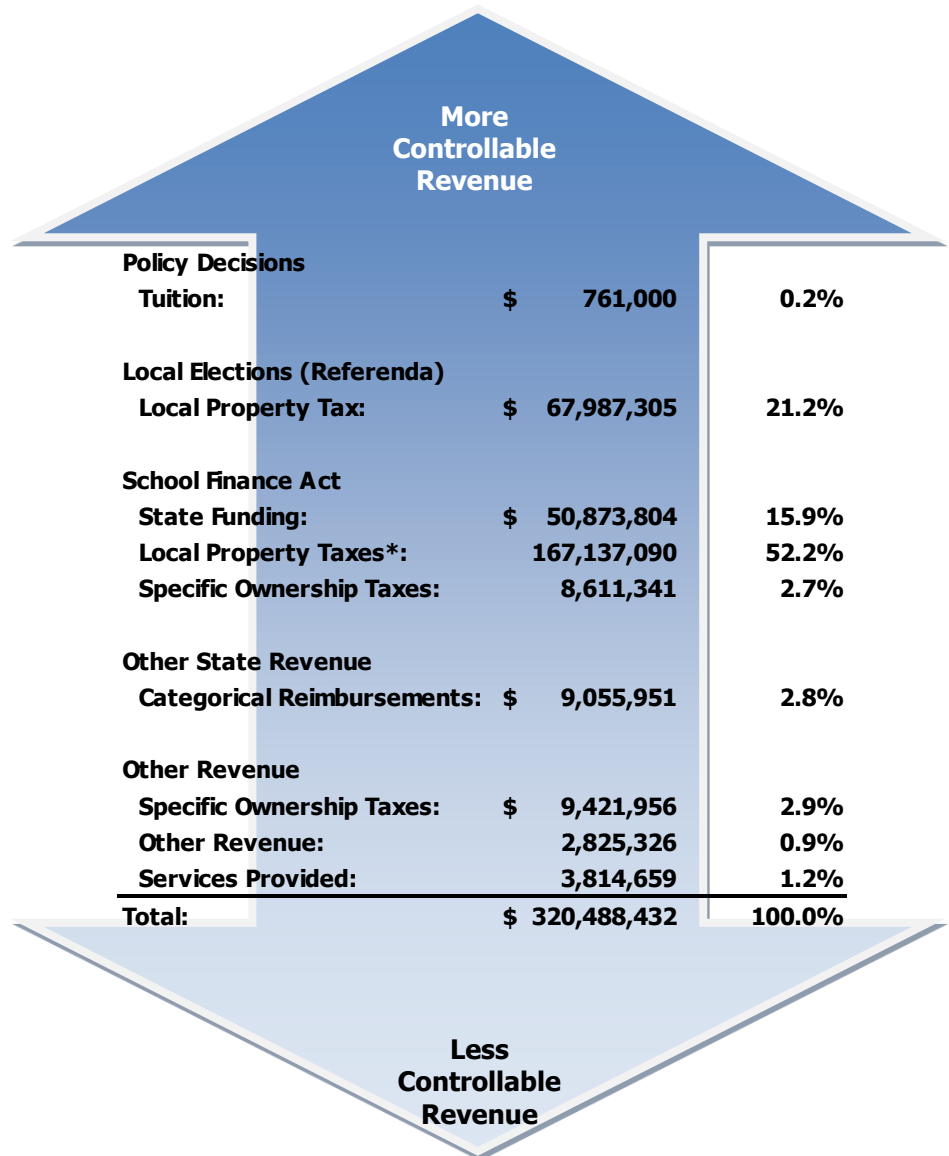 More
Controllable
Revenue
Policy Decisions
Tuition: $ 761,000 0.2%
Local Elections (Referenda)
Local Property Tax: $ 67,987,305 21.2%
School Finance Act
State Funding: $ 50,873,804 15.9%
Local Property Taxes*: 167,137,090 52.2%
Specific Ownership Taxes: 8,611,341 2.7%
Other State Revenue
Categorical Reimbursements: $ 9,055,951 2.8%
Other Revenue
Specific Ownership Taxes: $ 9,421,956 2.9%
Other Revenue: 2,825,326 0.9%
Services Provided: 3,814,659 1.2%
Total: $ 320,488,432 100.0%
Less
Controllable
Revenue